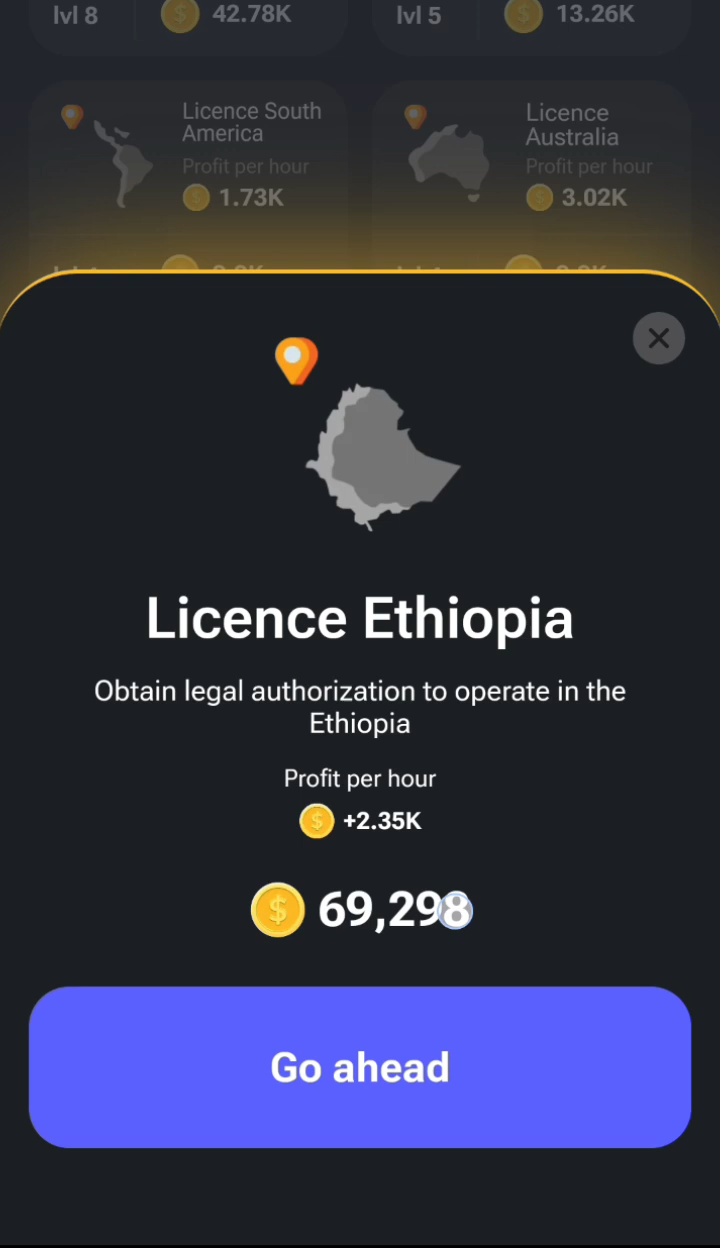 lvl 8
42.78K
lvl 5
13.26K
Licence South
America
Profit per hour
1.73K
Licence
Australia
Profit per hour
3.02K
Licence Ethiopia
Obtain legal authorization to operate in the
Ethiopia
Profit per hour
+2.35K
69,298
Go ahead